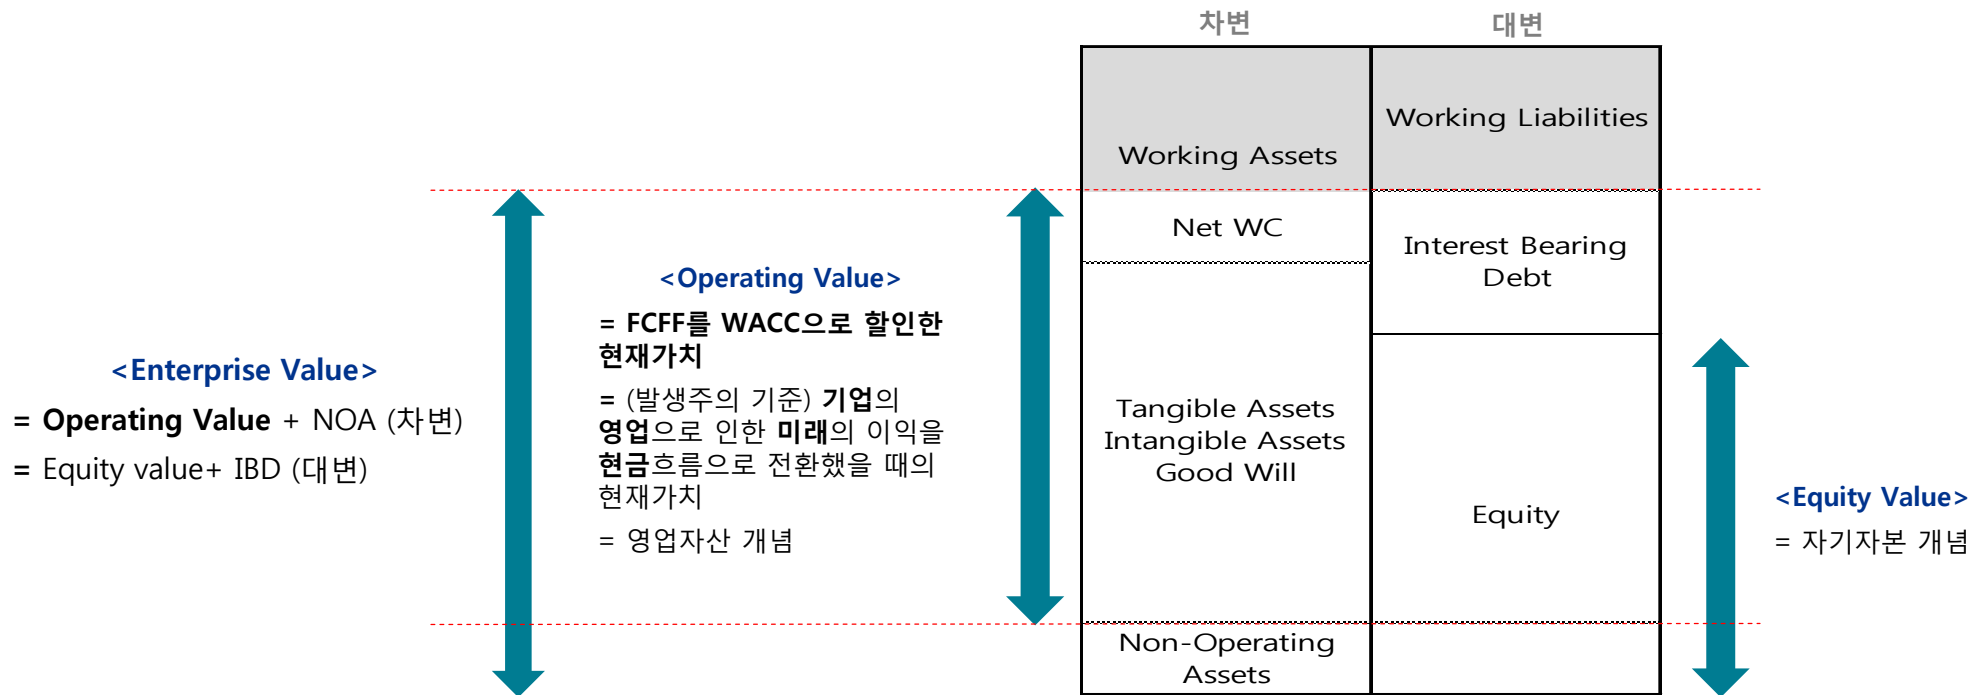 차변
대변
Working Liabilities
Working Assets
Net WC
Interest Bearing
Debt
<Operating Value>
= FCFF를 WACC으로 할인한
현재가치
= (발생주의 기준) 기업의
영업으로 인한 미래의 이익을
현금흐름으로 전환했을 때의
현재가치
= 영업자산 개념
<Enterprise Value>
= Operating Value + NOA (차변)
= Equity value+ IBD (대변)
Tangible Assets
Intangible Assets
Good Will
Equity
<Equity Value>
= 자기자본 개념
Non-Operating
Assets